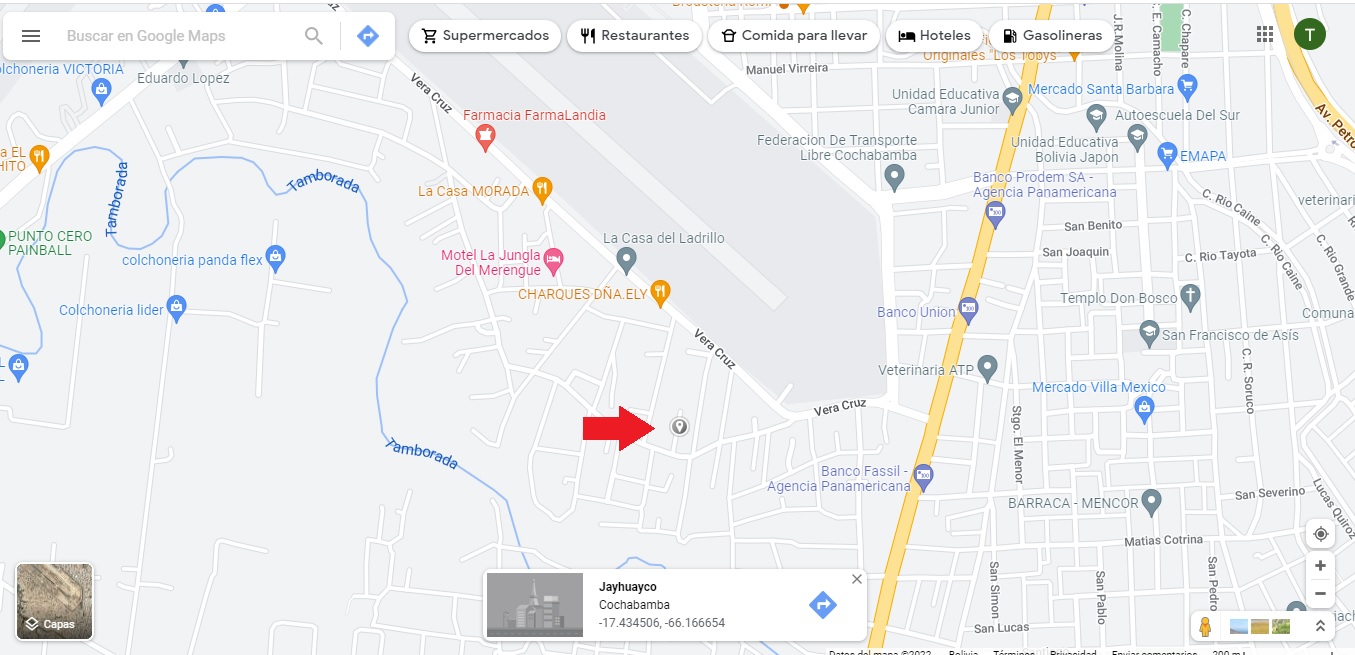 Buscar en Google Maps
Supermercados
Restaurantes
Comida para llevar
Hoteles
Gasolineras
T
Originales "Los Tobys"
Manuel Virreira
J.R.Molina
E. Camacho
C. Chapare
Av. Petro
colchoneria VICTORIA
Eduardo Lopez
Vera Cruz
Farmacia FarmaLandia
Unidad Educativa
Camara Junior
Mercado Santa Barbara
Autoescuela Del Sur
Federacion De Transporte
Libre Cochabamba
Unidad Educativa
Bolivia Japon
EMAPA
a EL
HITO
Tamborada
Tamborada
La Casa MORADA
Banco Prodem SA -
Agencia Panamericana
C. Rio Caine
veterinari
San Benito
PUNTO CERO
PAINBALL
colchoneria panda flex
Motel La Jungla
Del Merengue
La Casa del Ladrillo
San Joaquin
C. Rio Tayota
C. Rio Caine
C. Rio Grande
CHARQUES DÑA.ELY
Colchoneria lider
Banco Union
Templo Don Bosco
Comuna
San Francisco de Asís
Vera Cruz
Veterinaria ATP
C.R. Soruco
Mercado Villa Mexico
Vera Cruz
Stgo. El Menor
Tamborada
Banco Fassil -
Agencia Panamericana
BARRACA - MENCOR
San Severino
Lucas Quiroz
Matias Cotrina
San Simon
San Pablo
San Pedro
San Lucas
Jayhuayco
Cochabamba
-17.434506, -66.166654
Capas
Datos del mapa ©2022
Bolivia
Términos
Privacidad
Enviar comentarios
200 m